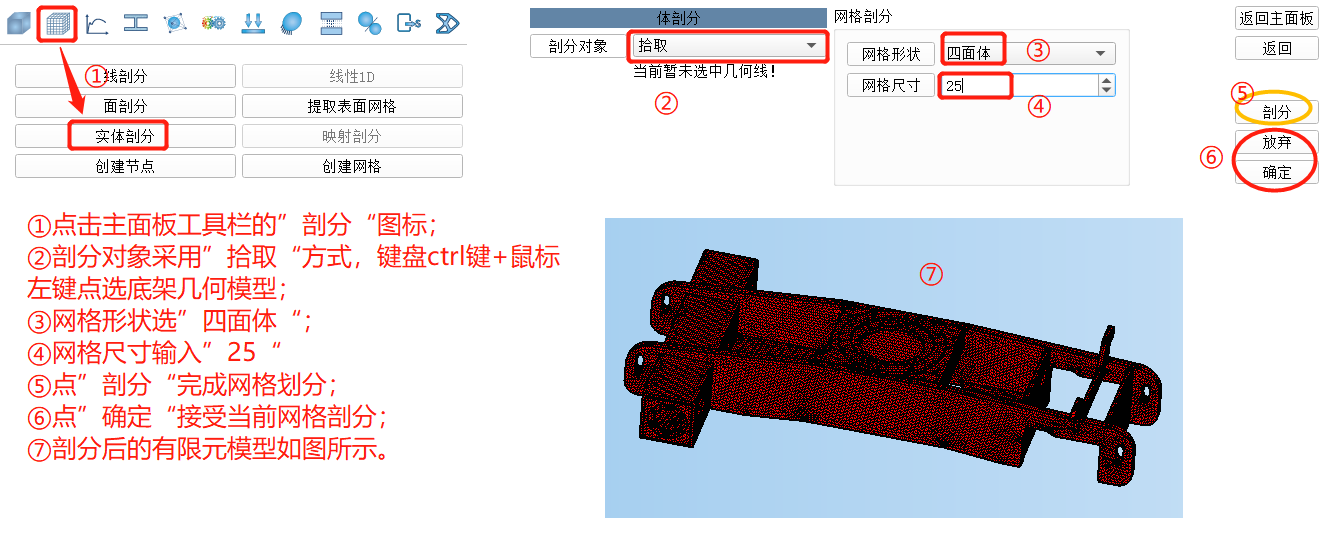 ①
线剖分
线性1D
面剖分
提取表面网格
实体剖分
映射剖分
创建节点
创建网格
体剖分
剖分对象
拾取
当前暂未选中几何线！
②
网格剖分
网格形状
四面体
③
网格尺寸
25
④
返回主面板
返回
⑤
剖分
放弃
⑥
确定
①点击主面板工具栏的”剖分“图标；
②剖分对象采用”拾取“方式，键盘ctrl键+鼠标
左键点选底架几何模型；
③网格形状选”四面体“；
④网格尺寸输入”25“
⑤点”剖分“完成网格划分；
⑥点”确定“接受当前网格剖分；
⑦剖分后的有限元模型如图所示。
⑦